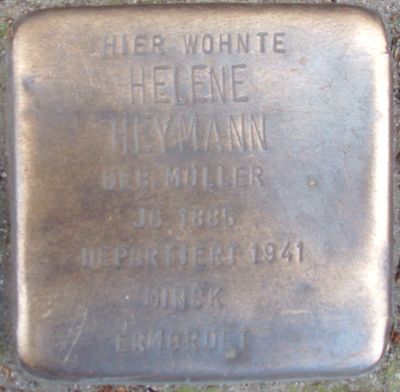 HIER WOHNTE
HELENE
HEYMANN
GEB. MÜLLER
JG. 1885
DEPORTIERT 1941
MINSK
ERMORDET